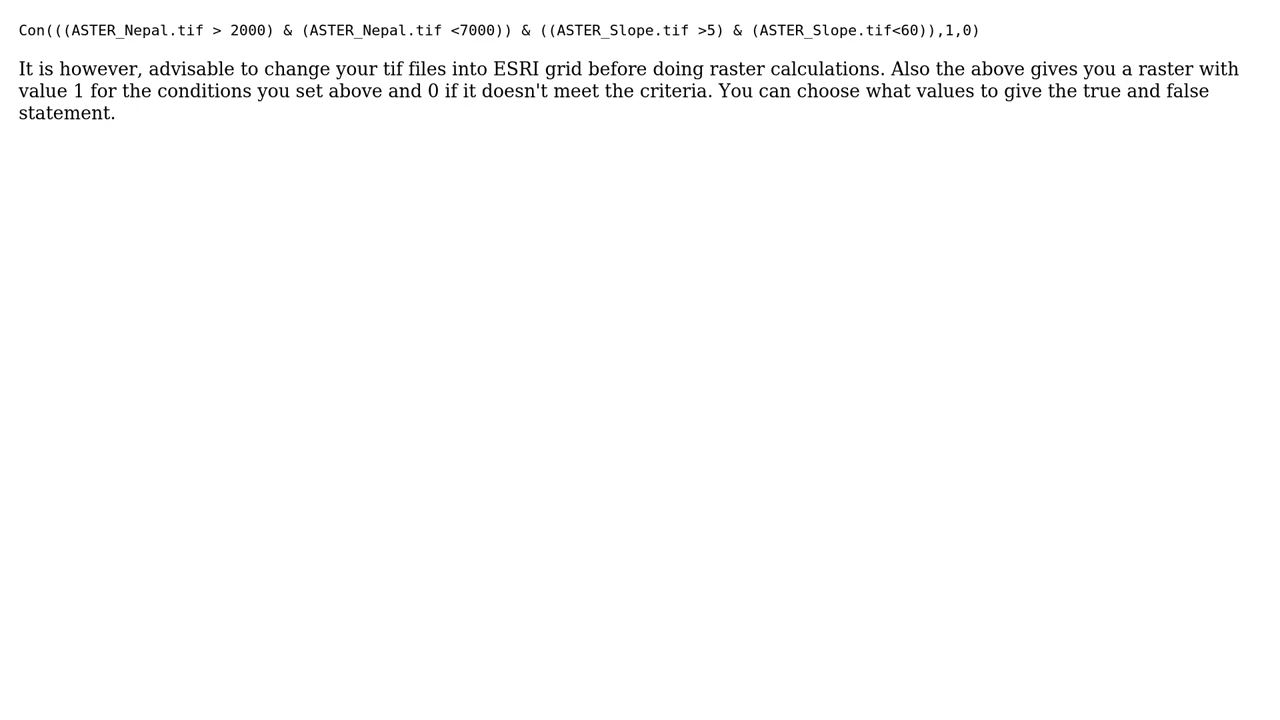 Con(((ASTER_Nepal.tif > 2000) & (ASTER_Nepal.tif <7000)) & ((ASTER_Slope.tif >5) & (ASTER_Slope.tif<60)),1,0)
It is however, advisable to change your tif files into ESRI grid before doing raster calculations. Also the above gives you a raster with
value 1 for the conditions you set above and 0 if it doesn't meet the criteria. You can choose what values to give the true and false
statement.